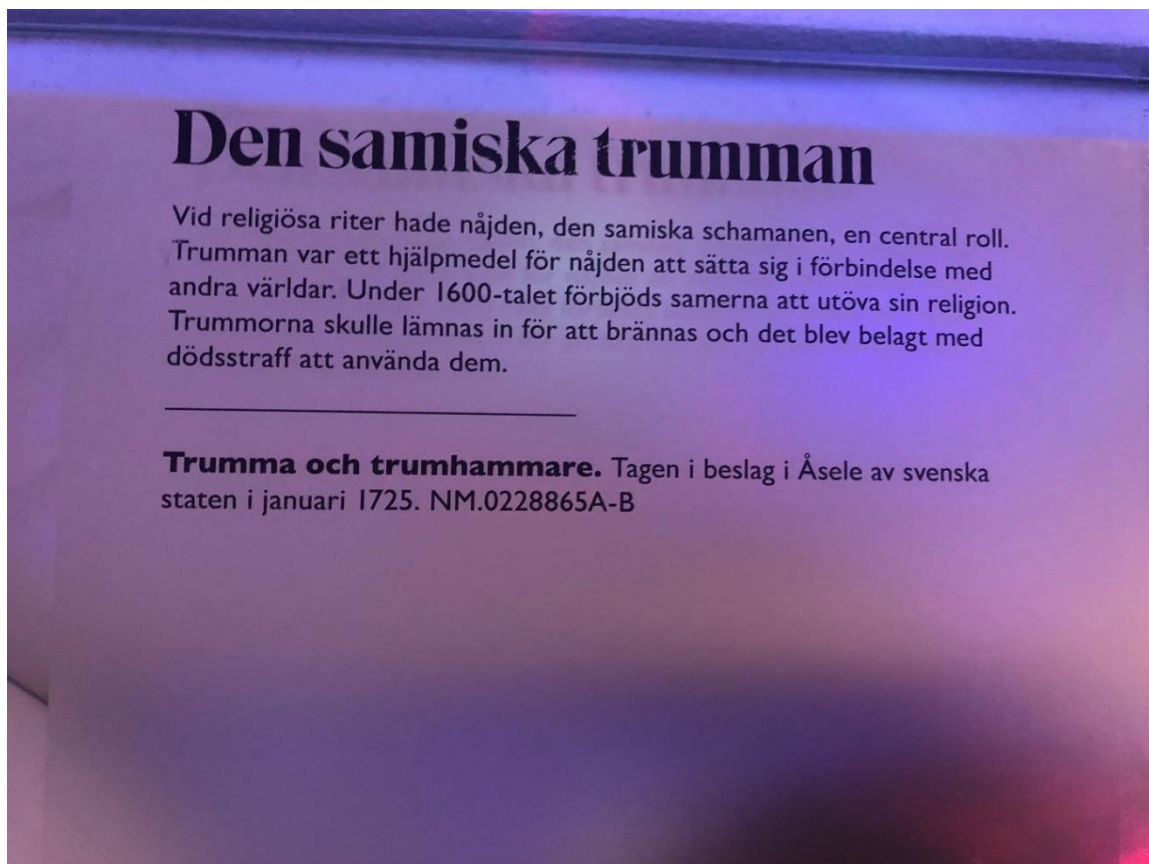 Den samiska trumman
Vid religiösa riter hade nåjden, den samiska schamanen, en central roll.
Trumman var ett hjälpmedel för nåjden att sätta sig i förbindelse med
andra världar. Under 1600-talet förbjöds samerna att utöva sin religion.
Trummorna skulle lämnas in för att brännas och det blev belagt med
dödsstraff att använda dem.
Trumma och trumhammare. Tagen i beslag i Åsele av svenska
staten i januari 1725. NM.0228865A-B